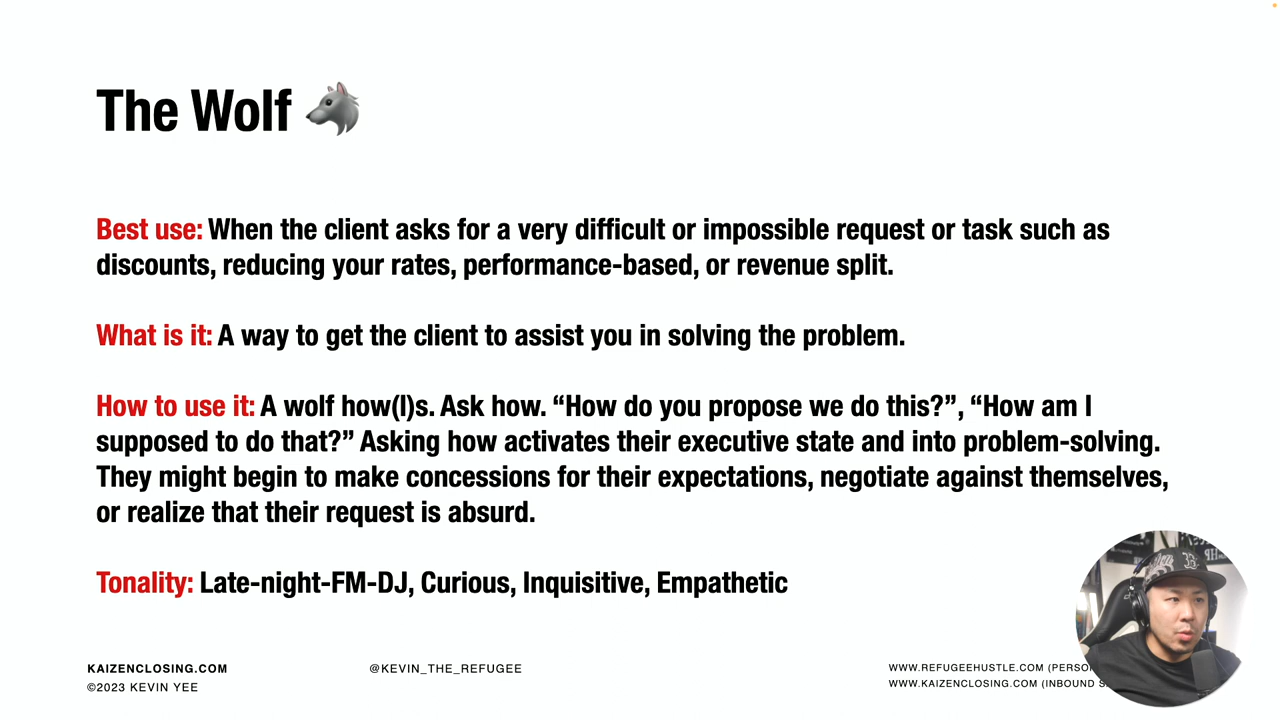 The Wolf
Best use: When the client asks for a very difficult or impossible request or task such as
discounts, reducing your rates, performance-based, or revenue split.
What is it: A way to get the client to assist you in solving the problem.
How to use it: A wolf how(l)s. Ask how. “How do you propose we do this?”, “How am I
supposed to do that?” Asking how activates their executive state and into problem-solving.
They might begin to make concessions for their expectations, negotiate against themselves,
or realize that their request is absurd.
Tonality: Late-night-FM-DJ, Curious, Inquisitive, Empathetic
KAIZENCLOSING.COM
©2023 KEVIN YEE
@KEVIN_THE_REFUGEE
WWW.REFUGEEHUSTLE.COM
WWW.KAIZENCLOSING.COM (INBOUND